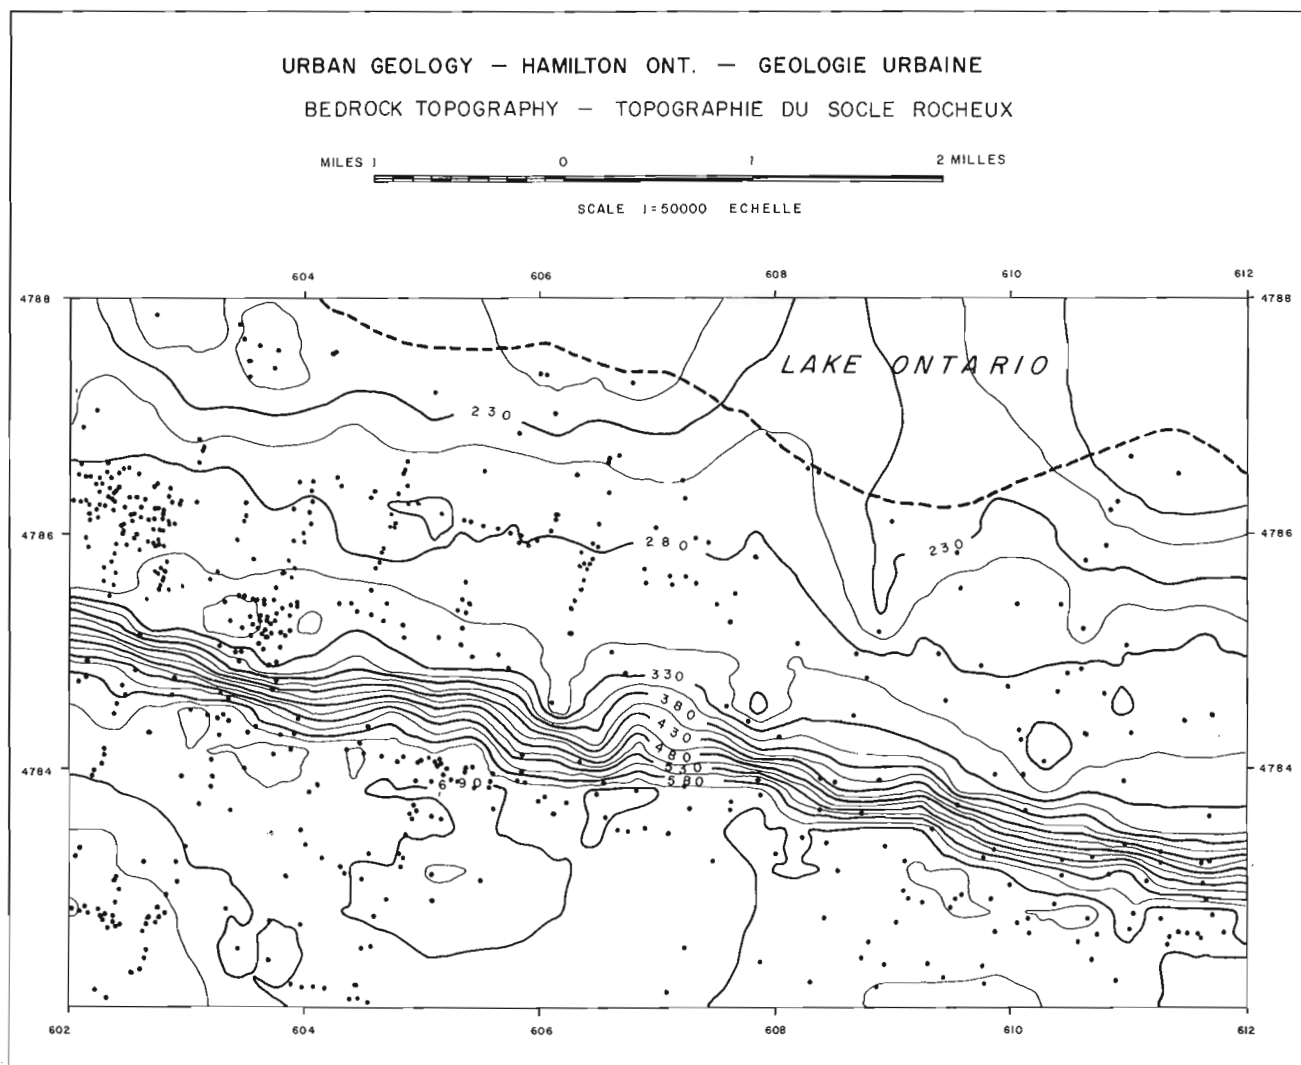 URBAN GEOLOGY — HAMILTON ONT. — GEOLOGIE URBAINE
BEDROCK TOPOGRAPHY — TOPOGRAPHIE DU SOCLE ROCHEUX
MILES 1 0 1 2 MILLES
SCALE 1=50000 ECHELLE
604 606 608 610 612
4788 4788
LAKE ONTARIO
230
4786 280 230 4786
330
380
430
4784 480 4784
530
690 580
602 604 606 608 610 612